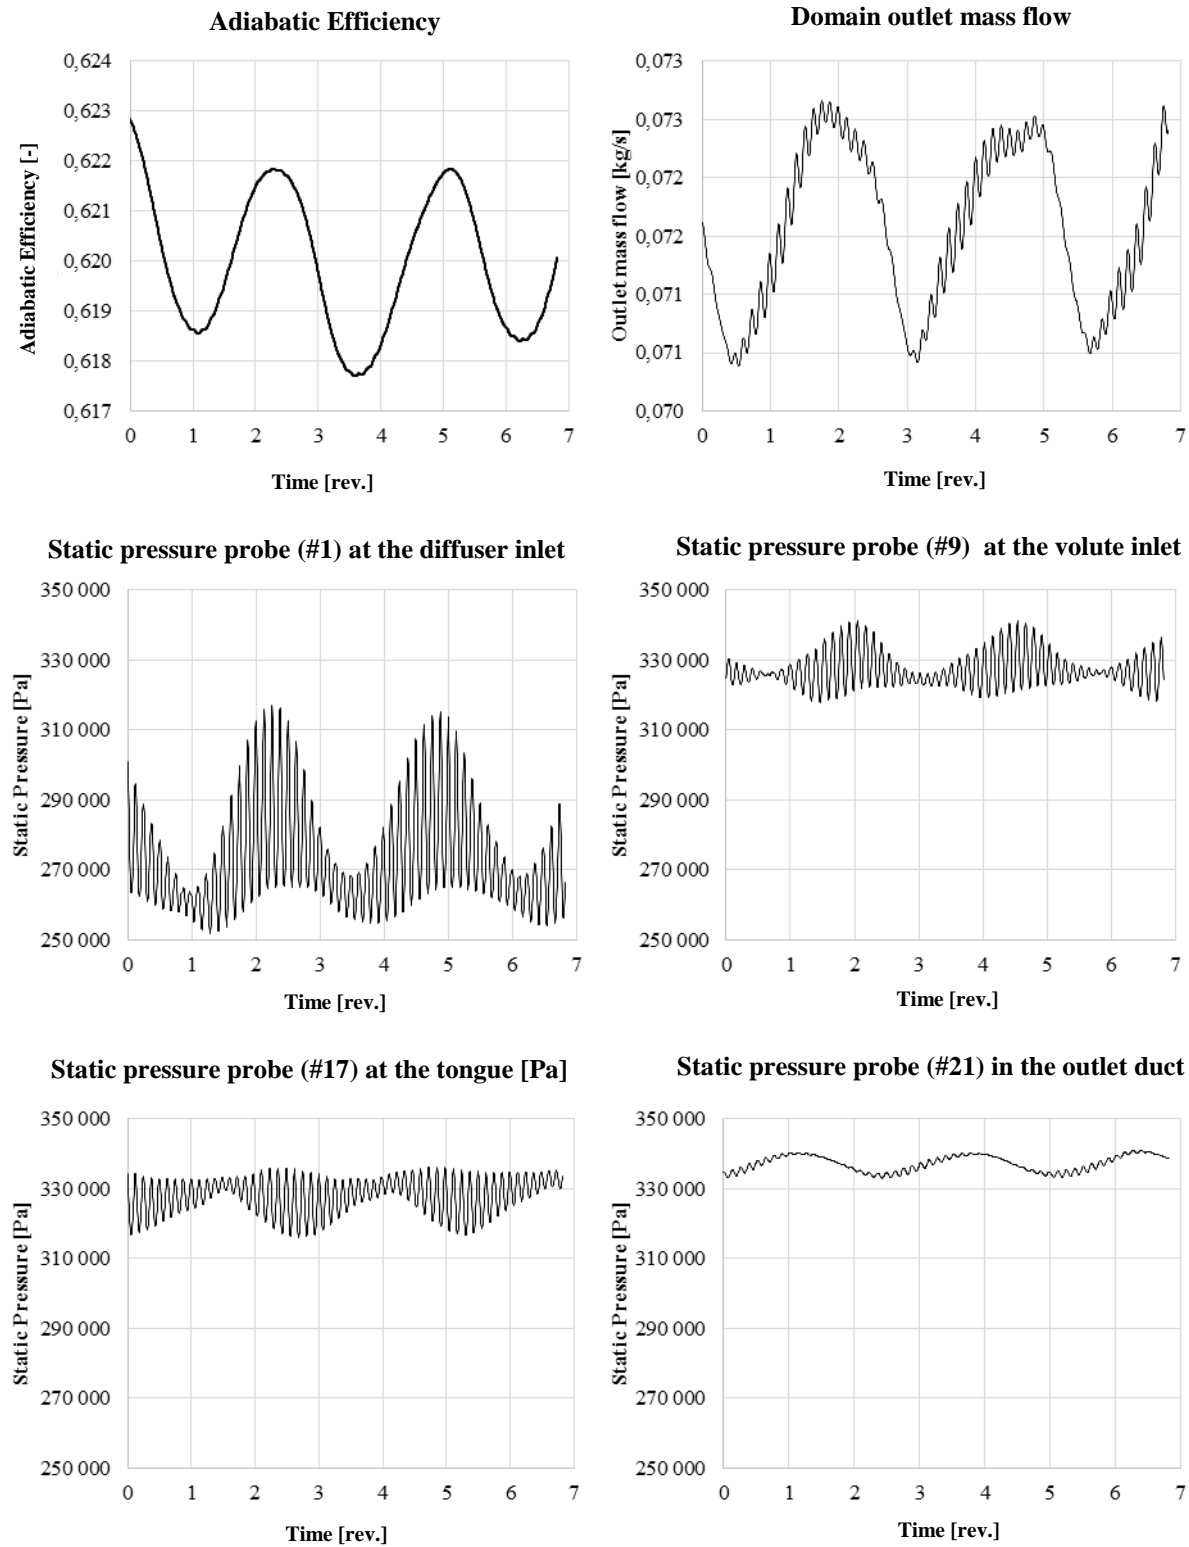 Adiabatic Efficiency
Adiabatic Efficiency [-]
0,624
0,623
0,622
0,621
0,620
0,619
0,618
0,617
0 1 2 3 4 5 6 7
Time [rev.]
Domain outlet mass flow
Outlet mass flow [kg/s]
0,073
0,073
0,072
0,072
0,071
0,071
0,070
0 1 2 3 4 5 6 7
Time [rev.]
Static pressure probe (#1) at the diffuser inlet
Static Pressure [Pa]
350 000
330 000
310 000
290 000
270 000
250 000
0 1 2 3 4 5 6 7
Time [rev.]
Static pressure probe (#9) at the volute inlet
Static Pressure [Pa]
350 000
330 000
310 000
290 000
270 000
250 000
0 1 2 3 4 5 6 7
Time [rev.]
Static pressure probe (#17) at the tongue [Pa]
Static Pressure [Pa]
350 000
330 000
310 000
290 000
270 000
250 000
0 1 2 3 4 5 6 7
Time [rev.]
Static pressure probe (#21) in the outlet duct
Static Pressure [Pa]
350 000
330 000
310 000
290 000
270 000
250 000
0 1 2 3 4 5 6 7
Time [rev.]